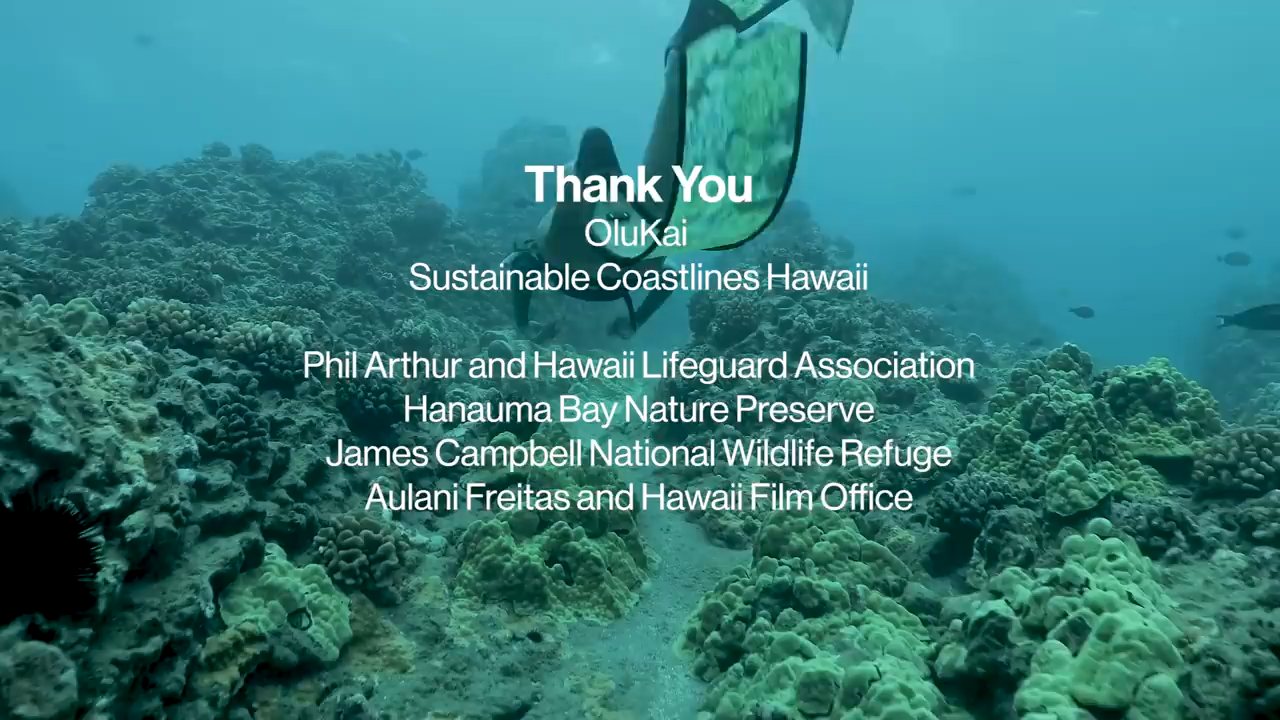 Thank You
OluKai
Sustainable Coastlines Hawaii
Phil Arthur and Hawaii Lifeguard Association
Hanauma Bay Nature Preserve
James Campbell National Wildlife Refuge
Aulani Freitas and Hawaii Film Office